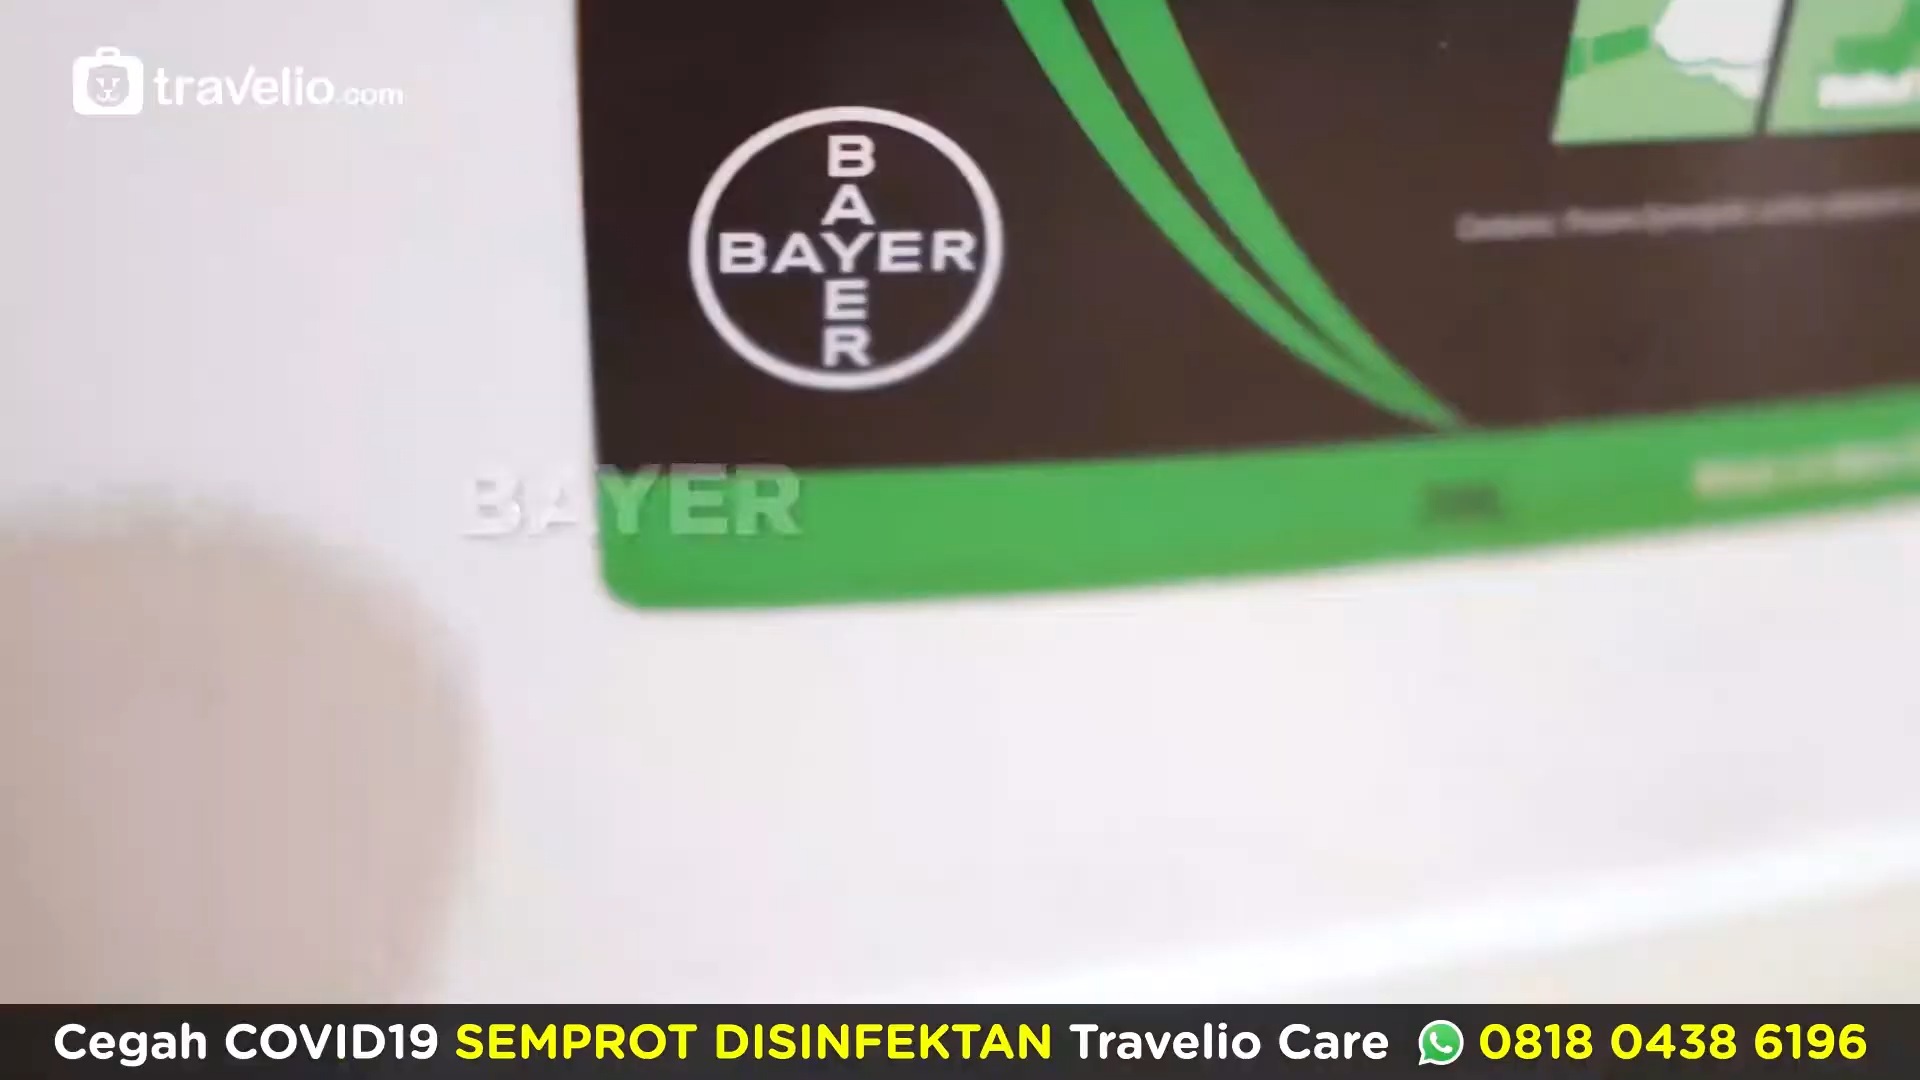 travelio.com
BAYER
BAYER
BAYER
Cegah COVID19 SEMPROT DISINFEKTAN Travelio Care 0818 0438 6196